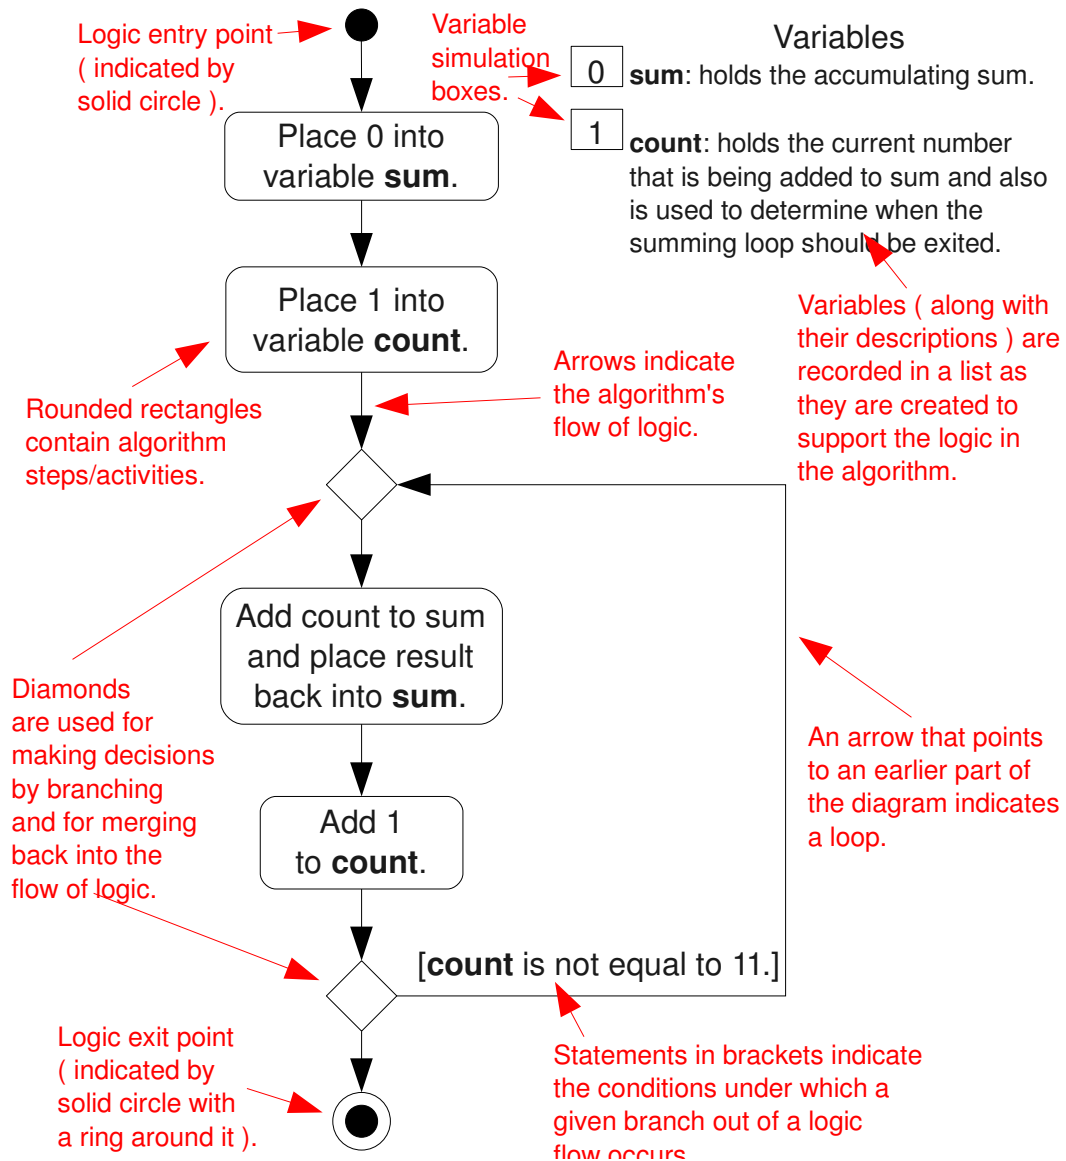 Logic entry point
( indicated by
solid circle ).
Variable
simulation
boxes.
Variables
0
sum: holds the accumulating sum.
1
count: holds the current number
that is being added to sum and also
is used to determine when the
summing loop should be exited.
Place 0 into
variable sum.
Place 1 into
variable count.
Variables ( along with
their descriptions ) are
recorded in a list as
they are created to
support the logic in
the algorithm.
Arrows indicate
the algorithm's
flow of logic.
Rounded rectangles
contain algorithm
steps/activities.
Add count to sum
and place result
back into sum.
Diamonds
are used for
making decisions
by branching
and for merging
back into the
flow of logic.
An arrow that points
to an earlier part of
the diagram indicates
a loop.
Add 1
to count.
[count is not equal to 11.]
Logic exit point
( indicated by
solid circle with
a ring around it ).
Statements in brackets indicate
the conditions under which a
given branch out of a logic
flow occurs